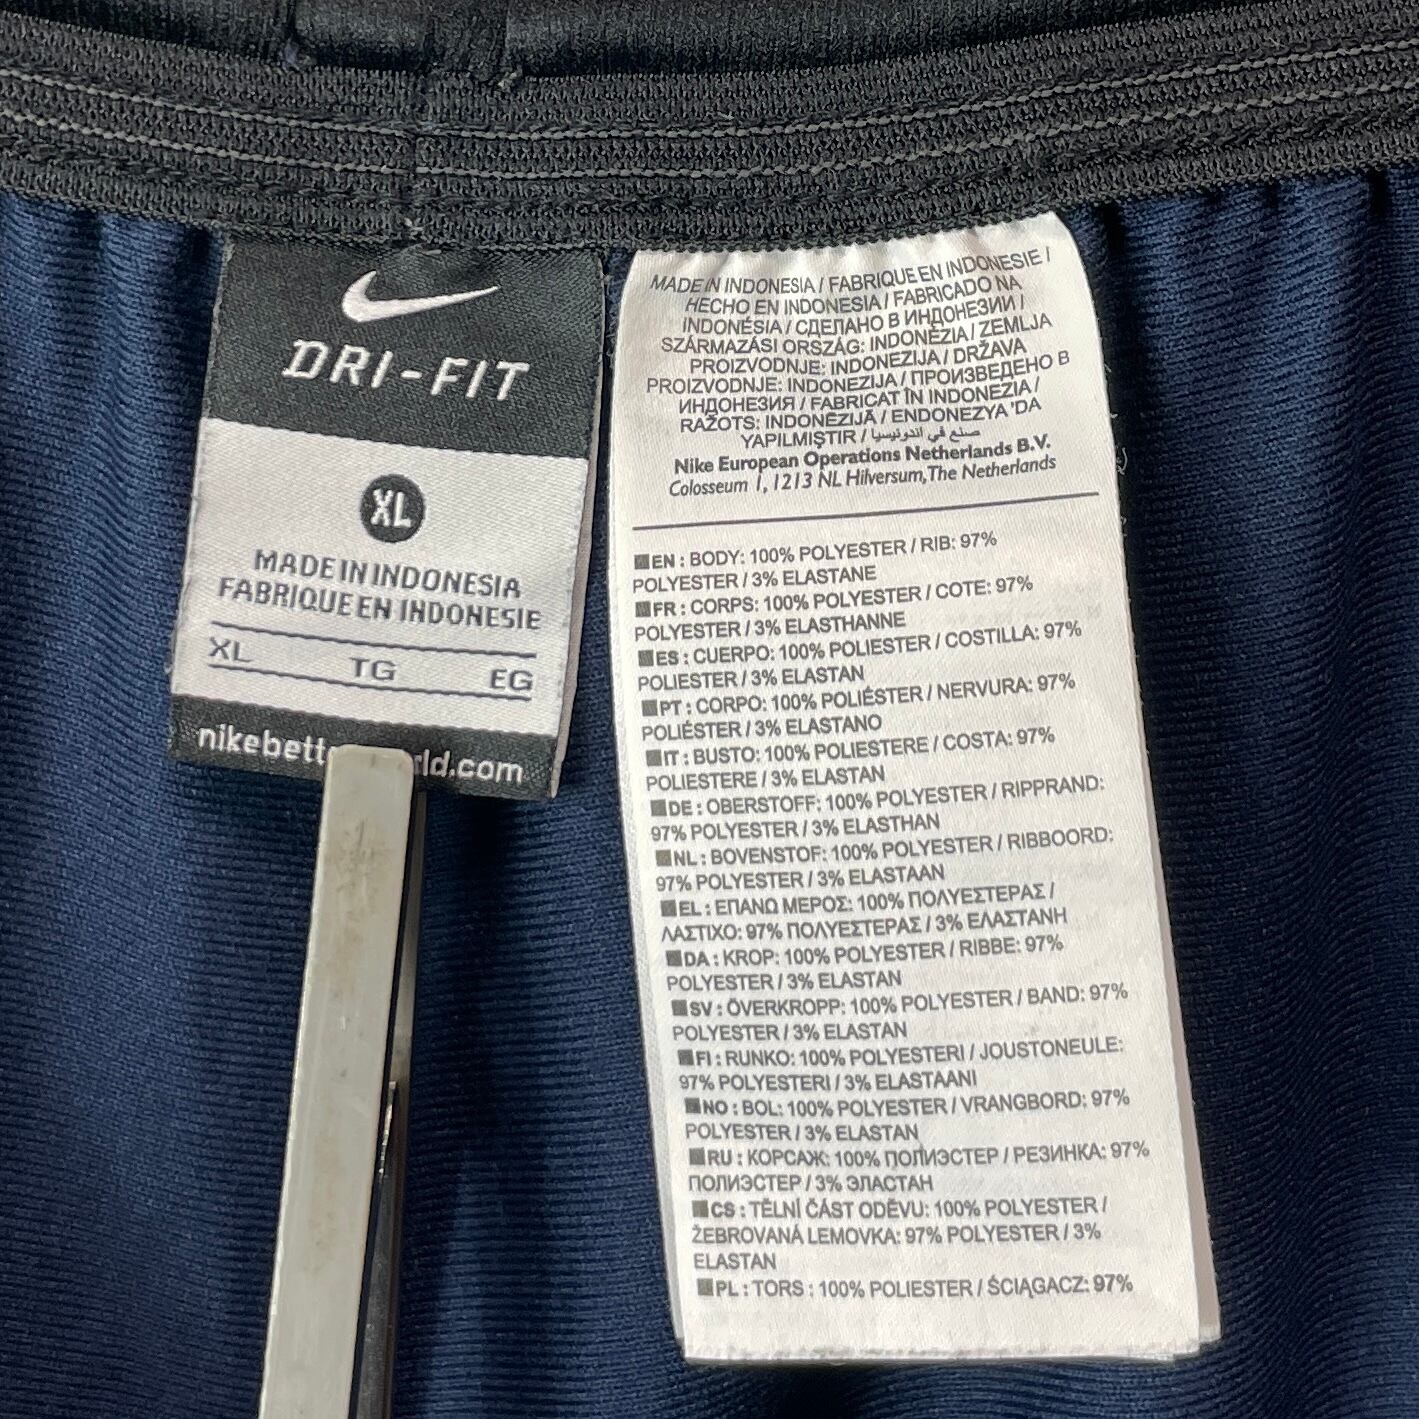 DRI-FIT
XL
MADE IN INDONESIA
FABRIQUE EN INDONESIE
XL TG EG
MADE IN INDONESIA / FABRIQUE EN INDONESIE /
HECHO EN INDONESIA / FABRICADO NA
INDONÉSIA / СДЕЛАНО В ИНДОНЕЗИИ /
SZÁRMAZÁSI ORSZÁG: INDONÉZIA / ZEMLJA
PROIZVODNJE: INDONEZIJA / DRŽAVA
PROIZVODNJE: INDONEZIJA / ПРОИЗВЕДЕНО В
ИНДОНЕЗИЯ / FABRICAT ÎN INDONEZIA /
RAŽOTS: INDONĒZIJĀ / ENDONEZYA 'DA
YAPILMIŞTIR / صنع في اندونيسيا
Nike European Operations Netherlands B.V.
Colosseum 1, 1213 NL Hilversum, The Netherlands
EN : BODY: 100% POLYESTER / RIB: 97%
POLYESTER / 3% ELASTANE
FR : CORPS: 100% POLYESTER / COTE: 97%
POLYESTER / 3% ELASTHANNE
ES : CUERPO: 100% POLIESTER / COSTILLA: 97%
POLIESTER / 3% ELASTAN
PT : CORPO: 100% POLIÉSTER / NERVURA: 97%
POLIÉSTER / 3% ELASTANO
IT : BUSTO: 100% POLIESTERE / COSTA: 97%
POLIESTERE / 3% ELASTAN
DE : OBERSTOFF: 100% POLYESTER / RIPPRAND:
97% POLYESTER / 3% ELASTHAN
NL : BOVENSTOF: 100% POLYESTER / RIBBOORD:
97% POLYESTER / 3% ELASTAAN
EL : ΕΠΑΝΩ ΜΕΡΟΣ: 100% ΠΟΛΥΕΣΤΕΡΑΣ /
ΛΑΣΤΙΧΟ: 97% ΠΟΛΥΕΣΤΕΡΑΣ / 3% ΕΛΑΣΤΑΝΗ
DA : KROP: 100% POLYESTER / RIBBE: 97%
POLYESTER / 3% ELASTAN
SV : ÖVERKROPP: 100% POLYESTER / BAND: 97%
POLYESTER / 3% ELASTAN
FI : RUNKO: 100% POLYESTERI / JOUSTONEULE:
97% POLYESTERI / 3% ELASTAANI
NO : BOL: 100% POLYESTER / VRANGBORD: 97%
POLYESTER / 3% ELASTAN
RU : КОРСАЖ: 100% ПОЛИЭСТЕР / РЕЗИНКА: 97%
ПОЛИЭСТЕР / 3% ЭЛАСТАН
CS : TĚLNÍ ČÁST ODĚVU: 100% POLYESTER /
ŽEBROVANÁ LEMOVKA: 97% POLYESTER / 3%
ELASTAN
PL : TORS : 100% POLIESTER / ŚCIĄGACZ: 97%